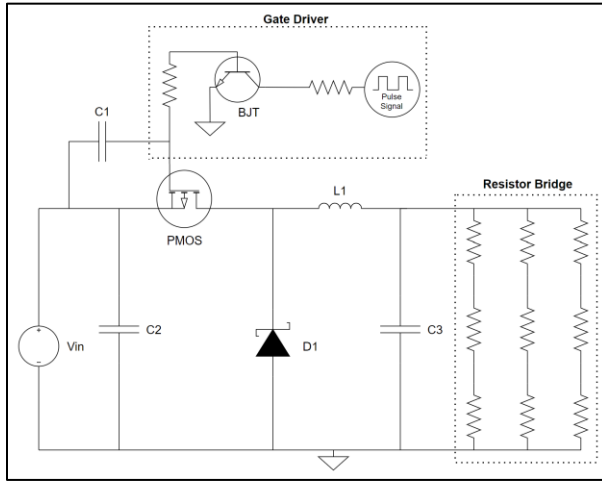 Gate Driver
Pulse
Signal
BJT
C1
L1
Resistor Bridge
PMOS
+
Vin
-
C2
D1
C3